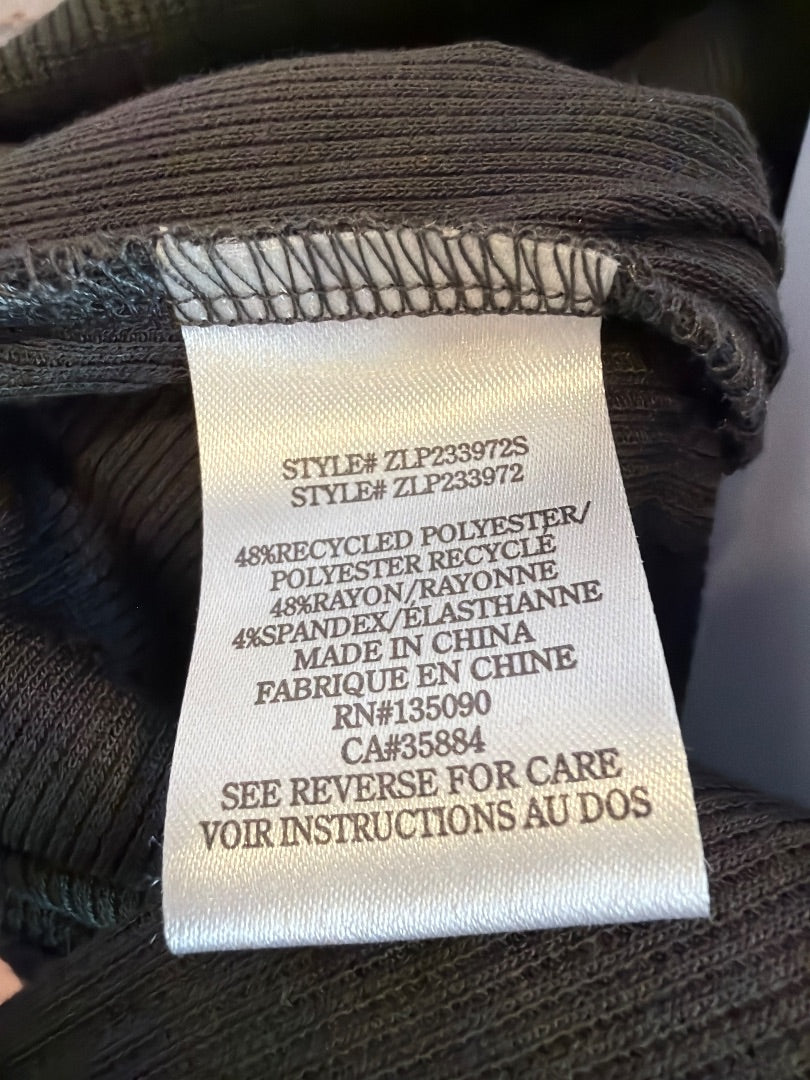 STYLE# ZLP233972S
STYLE# ZLP233972
48%RECYCLED POLYESTER/
POLYESTER RECYCLÉ
48%RAYON/RAYONNE
4%SPANDEX/ÉLASTHANNE
MADE IN CHINA
FABRIQUE EN CHINE
RN#135090
CA#35884
SEE REVERSE FOR CARE
VOIR INSTRUCTIONS AU DOS